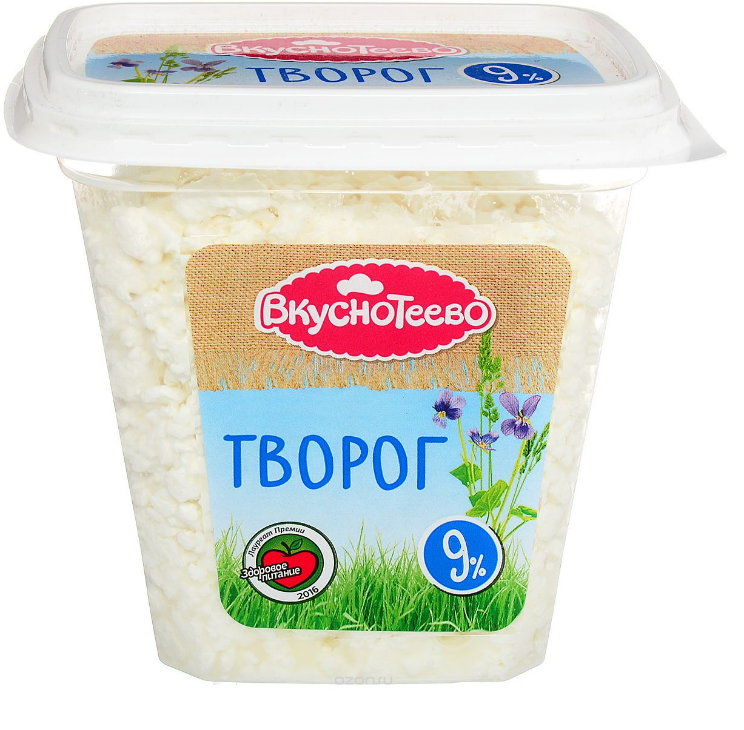 ВКУСНОТЕЕВО
ТВОРОГ 9%
ВКУСНОТЕЕВО
ТВОРОГ
Лауреат Премии
Здоровое
питание
2016
9%
ozon.ru